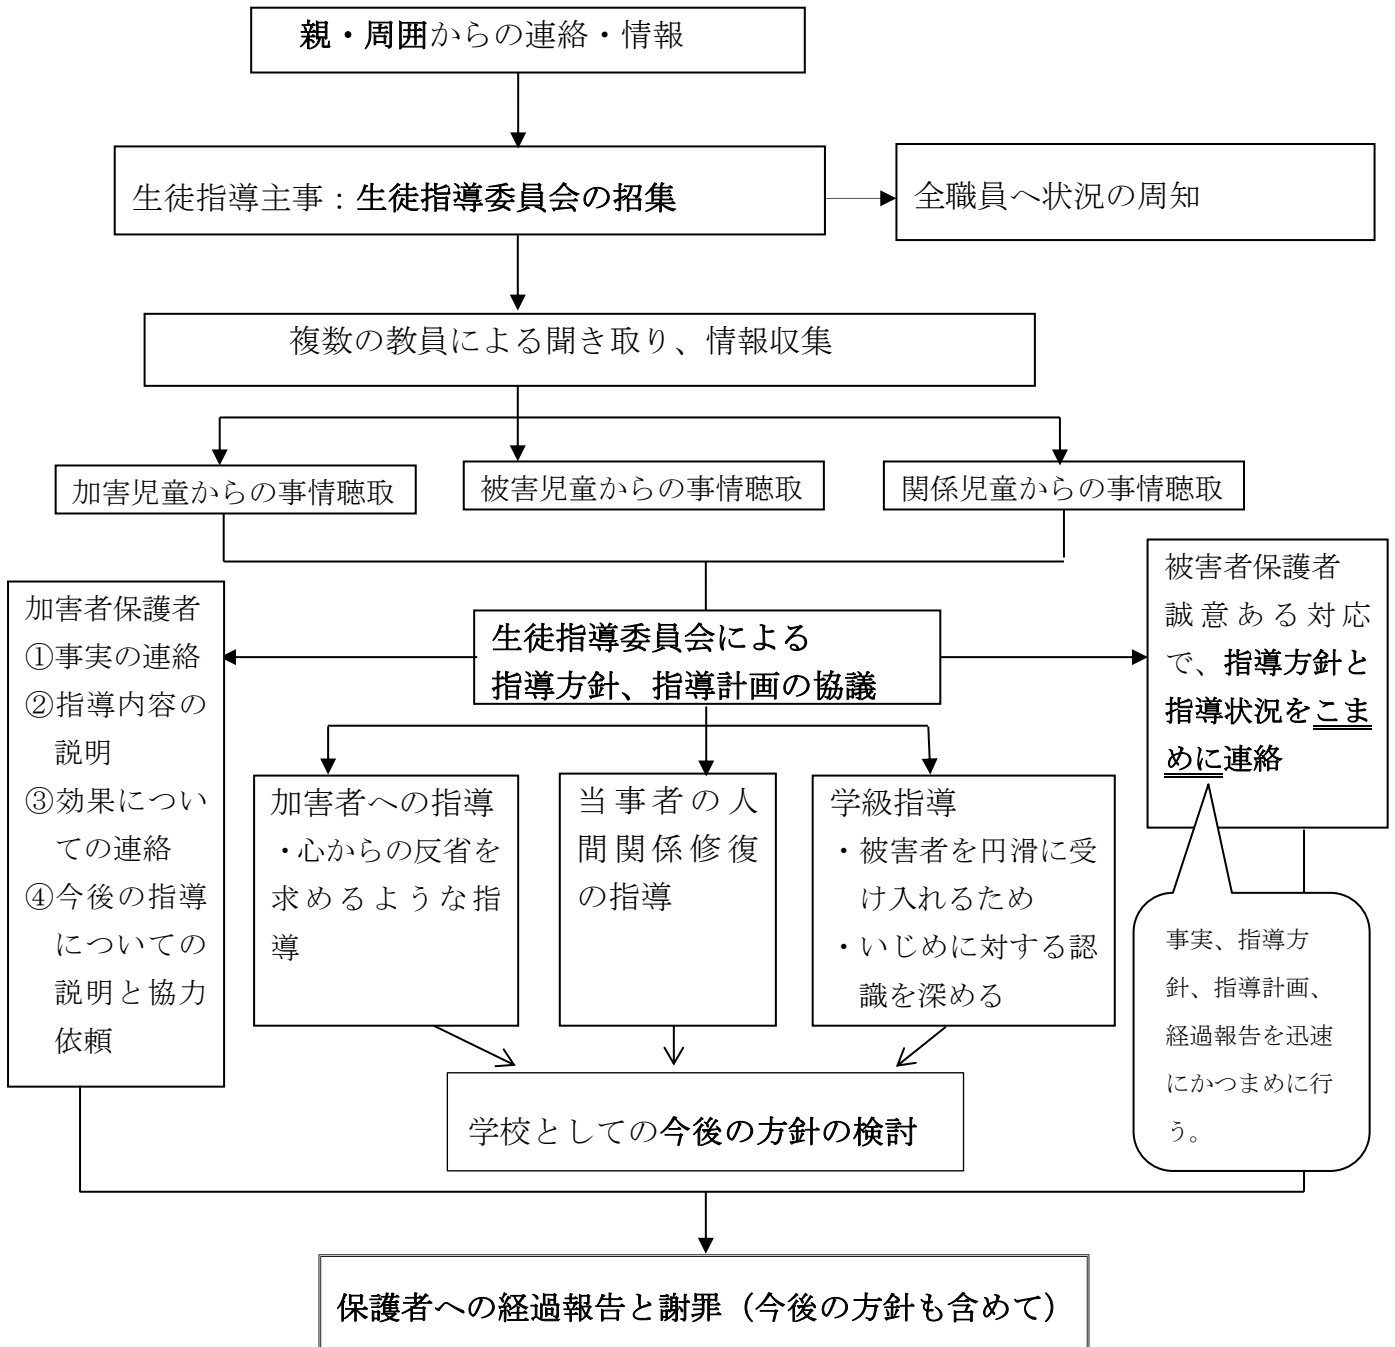 親・周囲からの連絡・情報
生徒指導主事：生徒指導委員会の招集
全職員へ状況の周知
複数の教員による聞き取り、情報収集
加害児童からの事情聴取
被害児童からの事情聴取
関係児童からの事情聴取
加害者保護者
①事実の連絡
②指導内容の
説明
③効果につい
ての連絡
④今後の指導
についての
説明と協力
依頼
生徒指導委員会による
指導方針、指導計画の協議
被害者保護者
誠意ある対応
で、指導方針と
指導状況をこま
めに連絡
加害者への指導
・心からの反省を
求めるような指
導
当事者の人
間関係修復
の指導
学級指導
・被害者を円滑に受
け入れるため
・いじめに対する認
識を深める
事実、指導方
針、指導計画、
経過報告を迅速
にかつまめに行
う。
学校としての今後の方針の検討
保護者への経過報告と謝罪（今後の方針も含めて）